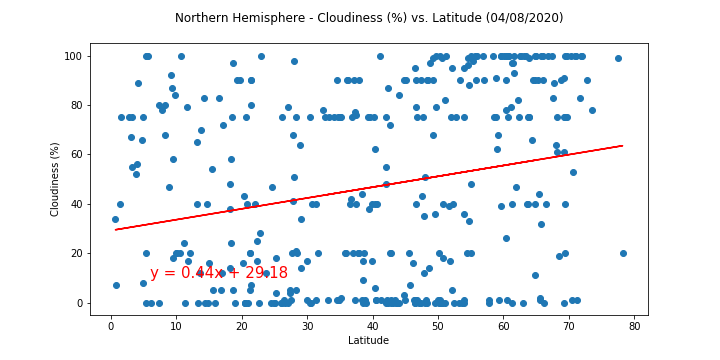 Northern Hemisphere - Cloudiness (%) vs. Latitude (04/08/2020)
100
80
60
40
20
0
Cloudiness (%)
y = 0.44x + 29.18
0 10 20 30 40 50 60 70 80
Latitude